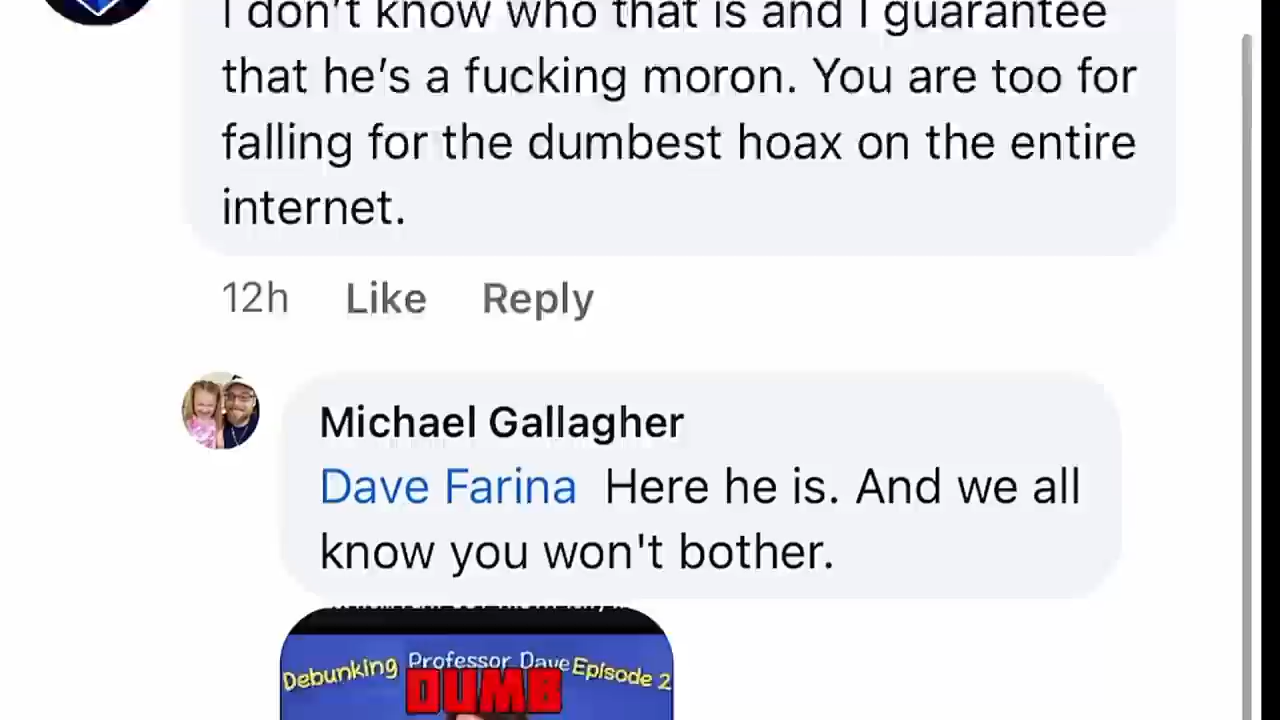 I don't know who that is and I guarantee
that he's a fucking moron. You are too for
falling for the dumbest hoax on the entire
internet.
12h Like Reply
Michael Gallagher
Dave Farina Here he is. And we all
know you won't bother.
Debunking Professor Dave Episode 2
DUMB